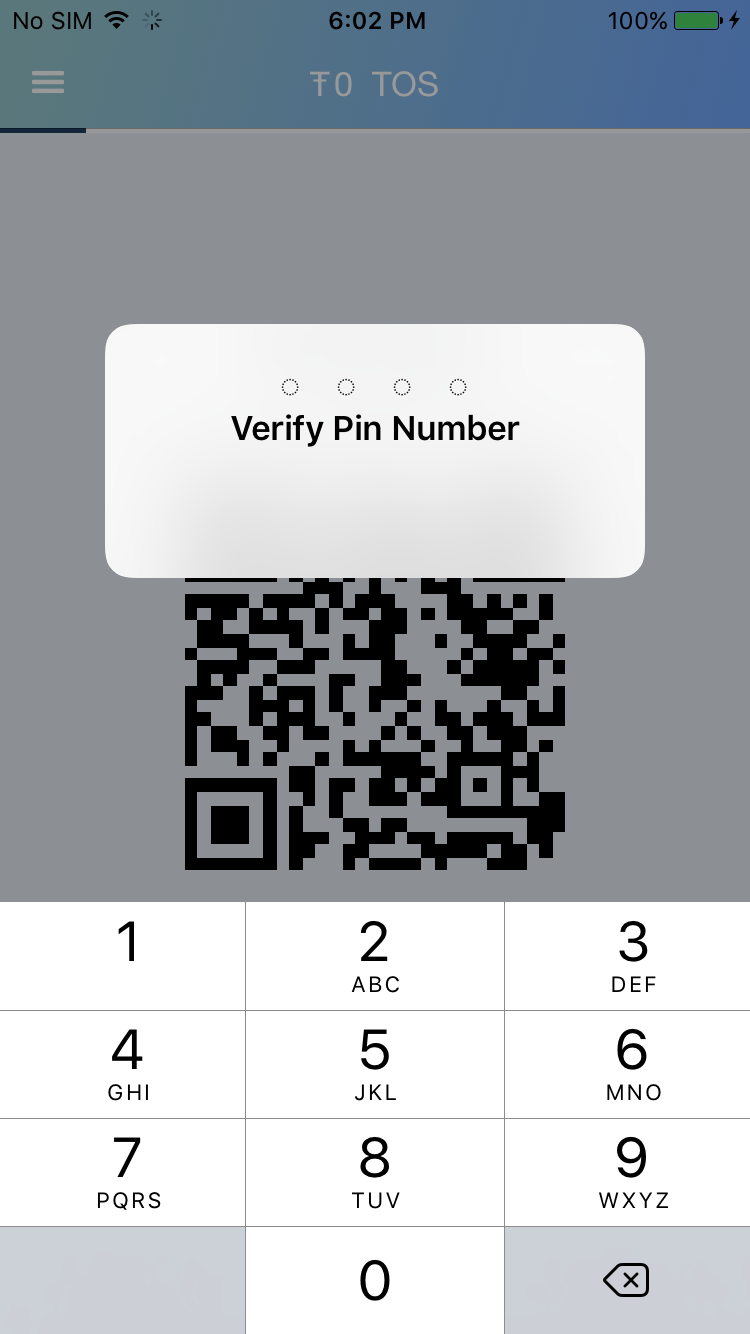 No SIM 6:02 PM 100%
Ŧ0 TOS
Verify Pin Number
1 2 3
ABC DEF
4 5 6
GHI JKL MNO
7 8 9
PQRS TUV WXYZ
0